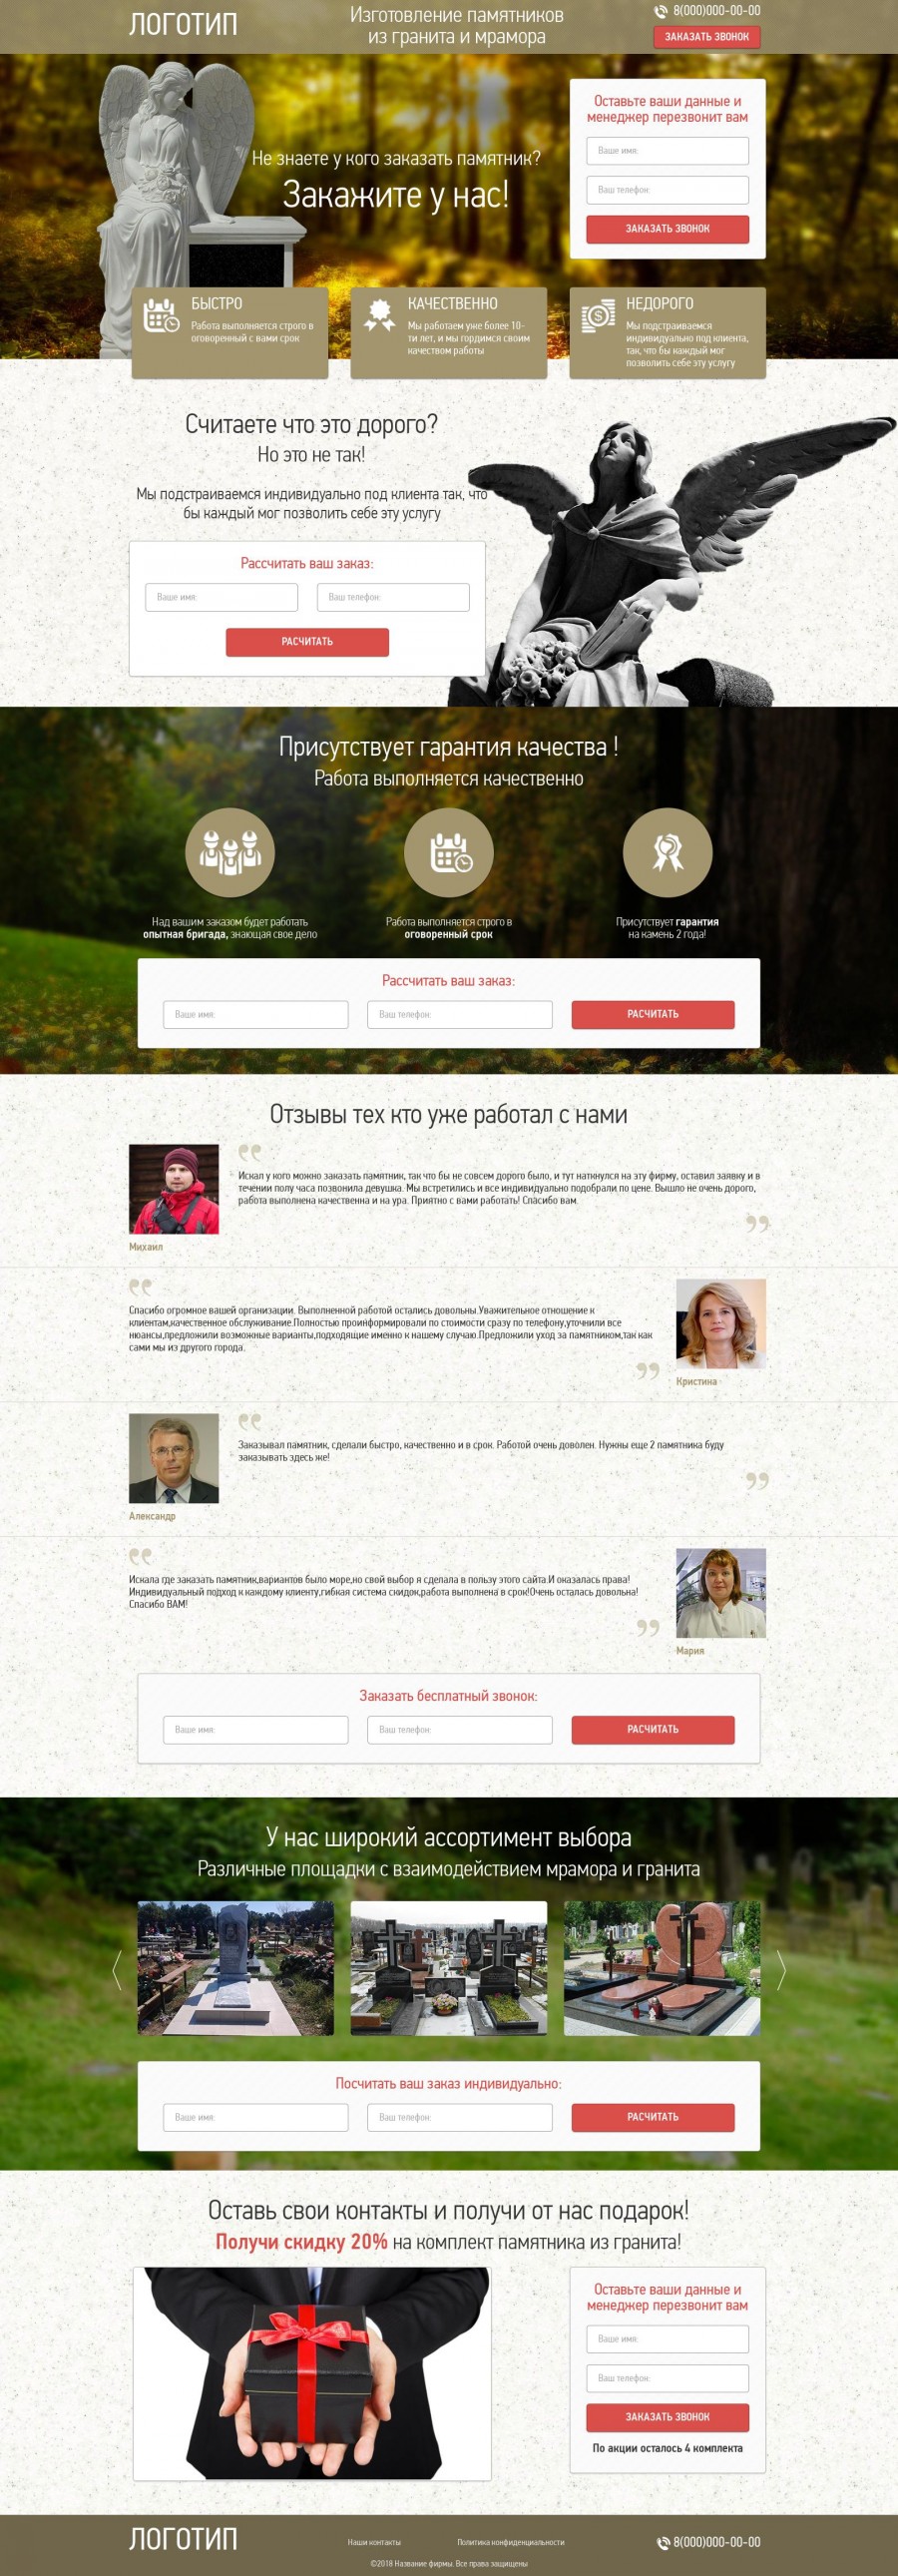 ЛОГОТИП
Изготовление памятников
из гранита и мрамора
8(000)000-00-00
ЗАКАЗАТЬ ЗВОНОК
Не знаете у кого заказать памятник?
Закажите у нас!
Оставьте ваши данные и
менеджер перезвонит вам
Ваше имя:
Ваш телефон:
ЗАКАЗАТЬ ЗВОНОК
БЫСТРО
Работа выполняется строго в
оговоренный с вами срок
КАЧЕСТВЕННО
Мы работаем уже более 10-
ти лет, и мы гордимся своим
качеством работы
НЕДОРОГО
Мы подстраиваемся
индивидуально под клиента,
так, что бы каждый мог
позволить себе эту услугу
Считаете что это дорого?
Но это не так!
Мы подстраиваемся индивидуально под клиента так, что
бы каждый мог позволить себе эту услугу
Рассчитать ваш заказ:
Ваше имя:
Ваш телефон:
РАСЧИТАТЬ
Присутствует гарантия качества !
Работа выполняется качественно
Над вашим заказом будет работать
опытная бригада, знающая свое дело
Работа выполняется строго в
оговоренный срок
Присутствует гарантия
на камень 2 года!
Рассчитать ваш заказ:
Ваше имя:
Ваш телефон:
РАСЧИТАТЬ
Отзывы тех кто уже работал с нами
Искал у кого можно заказать памятник, так что бы не совсем дорого было, и тут наткнулся на эту фирму, оставил заявку и в
течении полу часа позвонила девушка. Мы встретились и все индивидуально подобрали по цене. Вышло не очень дорого,
работа выполнена качественна и на ура. Приятно с вами работать! Спасибо вам.
Михаил
Спасибо огромное вашей организации. Выполненной работой остались довольны.Уважительное отношение к
клиентам,качественное обслуживание.Полностью проинформировали по стоимости сразу по телефону,уточнили все
нюансы,предложили возможные варианты,подходящие именно к нашему случаю.Предложили уход за памятником,так как
сами мы из другого города.
Кристина
Заказывал памятник, сделали быстро, качественно и в срок. Работой очень доволен. Нужны еще 2 памятника буду
заказывать здесь же!
Александр
Искала где заказать памятник,вариантов было море,но свой выбор я сделала в пользу этого сайта.И оказалась права!
Индивидуальный подход к каждому клиенту,гибкая система скидок,работа выполнена в срок!Очень осталась довольна!
Спасибо ВАМ!
Мария
Заказать бесплатный звонок:
Ваше имя:
Ваш телефон:
РАСЧИТАТЬ
У нас широкий ассортимент выбора
Различные площадки с взаимодействием мрамора и гранита
Посчитать ваш заказ индивидуально:
Ваше имя:
Ваш телефон:
РАСЧИТАТЬ
Оставь свои контакты и получи от нас подарок!
Получи скидку 20% на комплект памятника из гранита!
Оставьте ваши данные и
менеджер перезвонит вам
Ваше имя:
Ваш телефон:
ЗАКАЗАТЬ ЗВОНОК
По акции осталось 4 комплекта
ЛОГОТИП
Наши контакты
Политика конфиденциальности
8(000)000-00-00
©2018 Название фирмы. Все права защищены